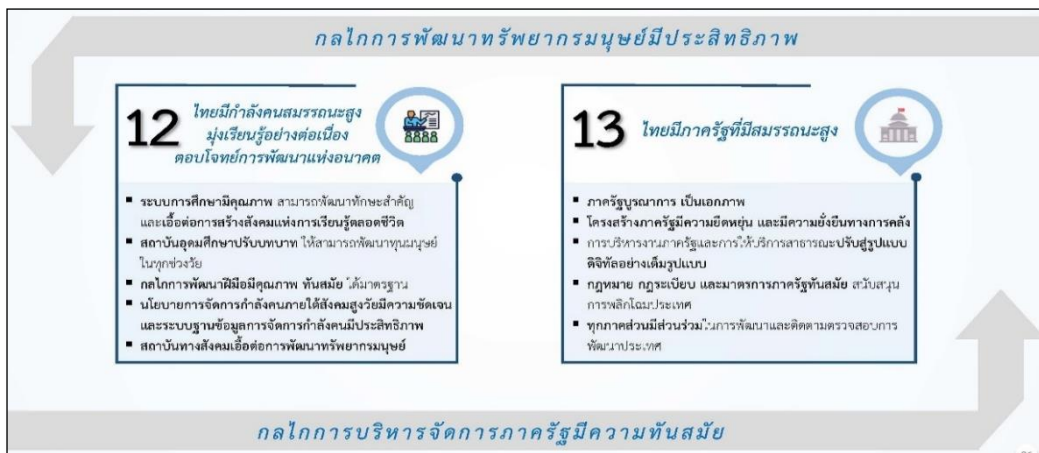 กลไกการพัฒนาทรัพยากรมนุษย์มีประสิทธิภาพ
12
ไทยมีกำลังคนสมรรถนะสูง
มุ่งเรียนรู้อย่างต่อเนื่อง
ตอบโจทย์การพัฒนาแห่งอนาคต
▪ ระบบการศึกษามีคุณภาพ สามารถพัฒนาทักษะสำคัญ
และเอื้อต่อการสร้างสังคมแห่งการเรียนรู้ตลอดชีวิต
▪ สถาบันอุดมศึกษาปรับบทบาท ให้สามารถพัฒนาทุนมนุษย์
ในทุกช่วงวัย
▪ กลไกการพัฒนาฝีมือมีคุณภาพ ทันสมัย ได้มาตรฐาน
▪ นโยบายการจัดการกำลังคนภายใต้สังคมสูงวัยมีความชัดเจน
และระบบฐานข้อมูลการจัดการกำลังคนมีประสิทธิภาพ
▪ สถาบันทางสังคมเอื้อต่อการพัฒนาทรัพยากรมนุษย์
13
ไทยมีภาครัฐที่มีสมรรถนะสูง
▪ ภาครัฐบูรณาการ เป็นเอกภาพ
▪ โครงสร้างภาครัฐมีความยืดหยุ่น และมีความยั่งยืนทางการคลัง
▪ การบริหารงานภาครัฐและการให้บริการสาธารณะปรับสู่รูปแบบ
ดิจิทัลอย่างเต็มรูปแบบ
▪ กฎหมาย กฎระเบียบ และมาตรการภาครัฐทันสมัย สนับสนุน
การพลิกโฉมประเทศ
▪ ทุกภาคส่วนมีส่วนร่วมในการพัฒนาและติดตามตรวจสอบการ
พัฒนาประเทศ
กลไกการบริหารจัดการภาครัฐมีความทันสมัย